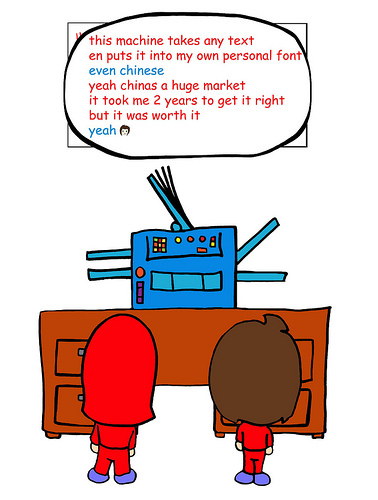 this machine takes any text
en puts it into my own personal font
even chinese
yeah chinas a huge market
it took me 2 years to get it right
but it was worth it
yeah